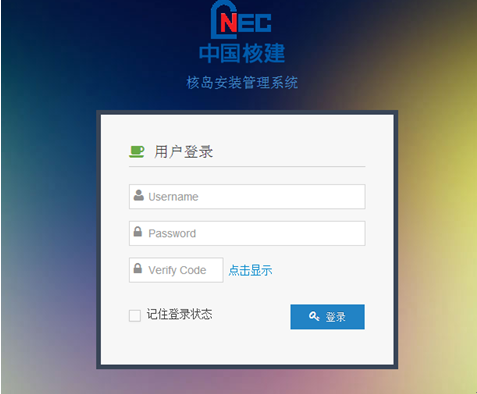 CNEC
中国核建
核岛安装管理系统
用户登录
Username
Password
Verify Code 点击显示
记住登录状态 登录